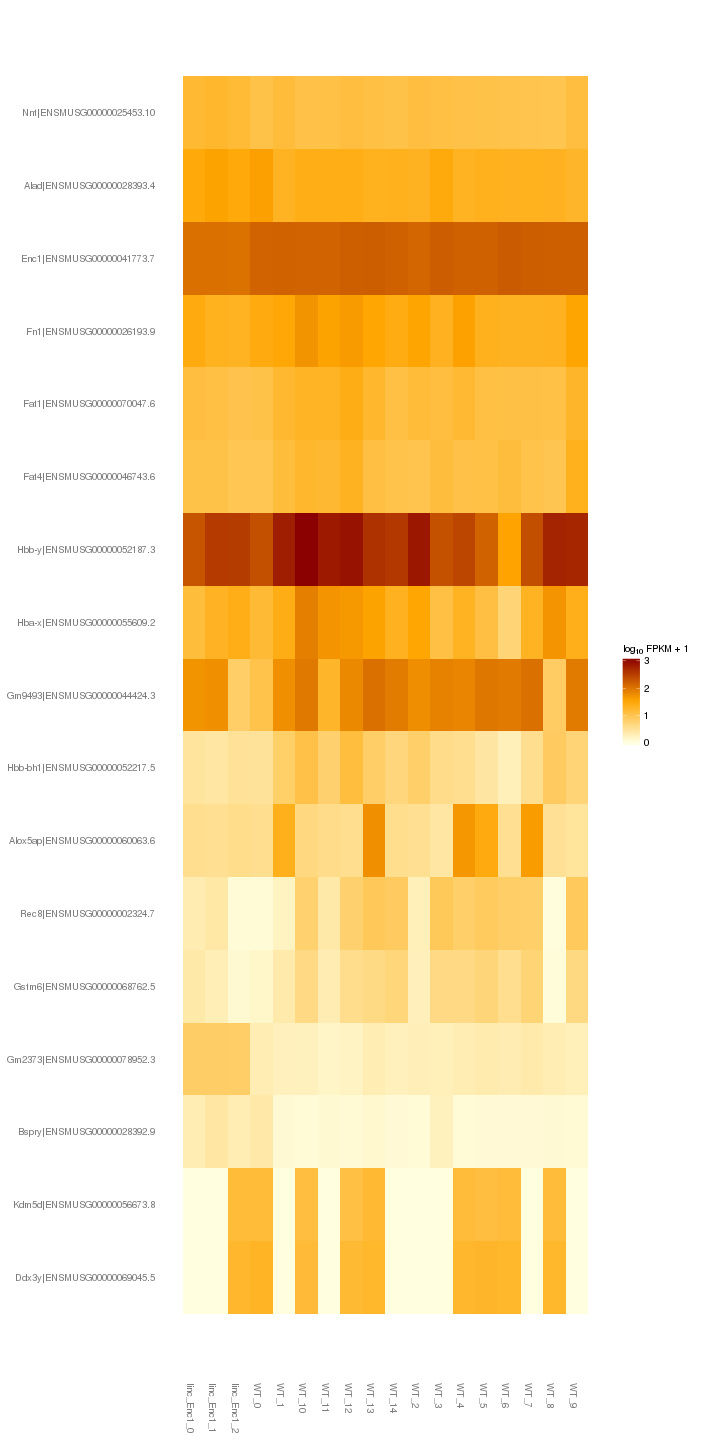 Nnt|ENSMUSG00000025453.10
Alad|ENSMUSG00000028393.4
Enc1|ENSMUSG00000041773.7
Fn1|ENSMUSG00000026193.9
Fat1|ENSMUSG00000070047.6
Fat4|ENSMUSG00000046743.6
Hbb-y|ENSMUSG00000052187.3
Hba-x|ENSMUSG00000055609.2
log10 FPKM + 1
3
2
1
0
Gm9493|ENSMUSG00000044424.3
Hbb-bh1|ENSMUSG00000052217.5
Alox5ap|ENSMUSG00000060063.6
Rec8|ENSMUSG00000002324.7
Gstm6|ENSMUSG00000068762.5
Gm2373|ENSMUSG00000078952.3
Bspry|ENSMUSG00000028392.9
Kdm5d|ENSMUSG00000056673.8
Ddx3y|ENSMUSG00000069045.5
linc_Enc1_0
linc_Enc1_1
linc_Enc1_2
WT_0
WT_1
WT_10
WT_11
WT_12
WT_13
WT_14
WT_2
WT_3
WT_4
WT_5
WT_6
WT_7
WT_8
WT_9